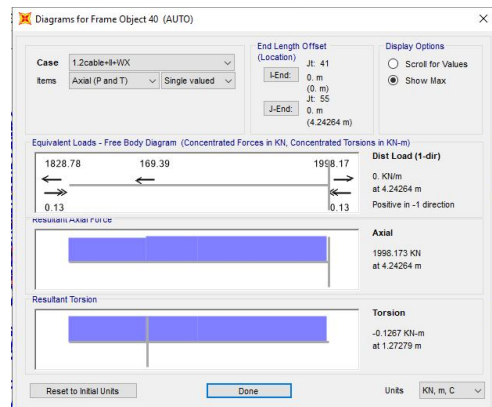 Diagrams for Frame Object 40 (AUTO)
Case 1.2cable+ll+WX
Items Axial (P and T) Single valued
End Length Offset
(Location)
Jt: 41
I-End: 0. m
(0. m)
Jt: 55
J-End: 0. m
(4.24264 m)
Display Options
Scroll for Values
Show Max
Equivalent Loads - Free Body Diagram (Concentrated Forces in KN, Concentrated Torsions in KN-m)
1828.78 169.39 1998.17
0.13 0.13
Dist Load (1-dir)
0. KN/m
at 4.24264 m
Positive in -1 direction
Resultant Axial Force
Axial
1998.173 KN
at 4.24264 m
Resultant Torsion
Torsion
-0.1267 KN-m
at 1.27279 m
Reset to Initial Units Done Units KN, m, C